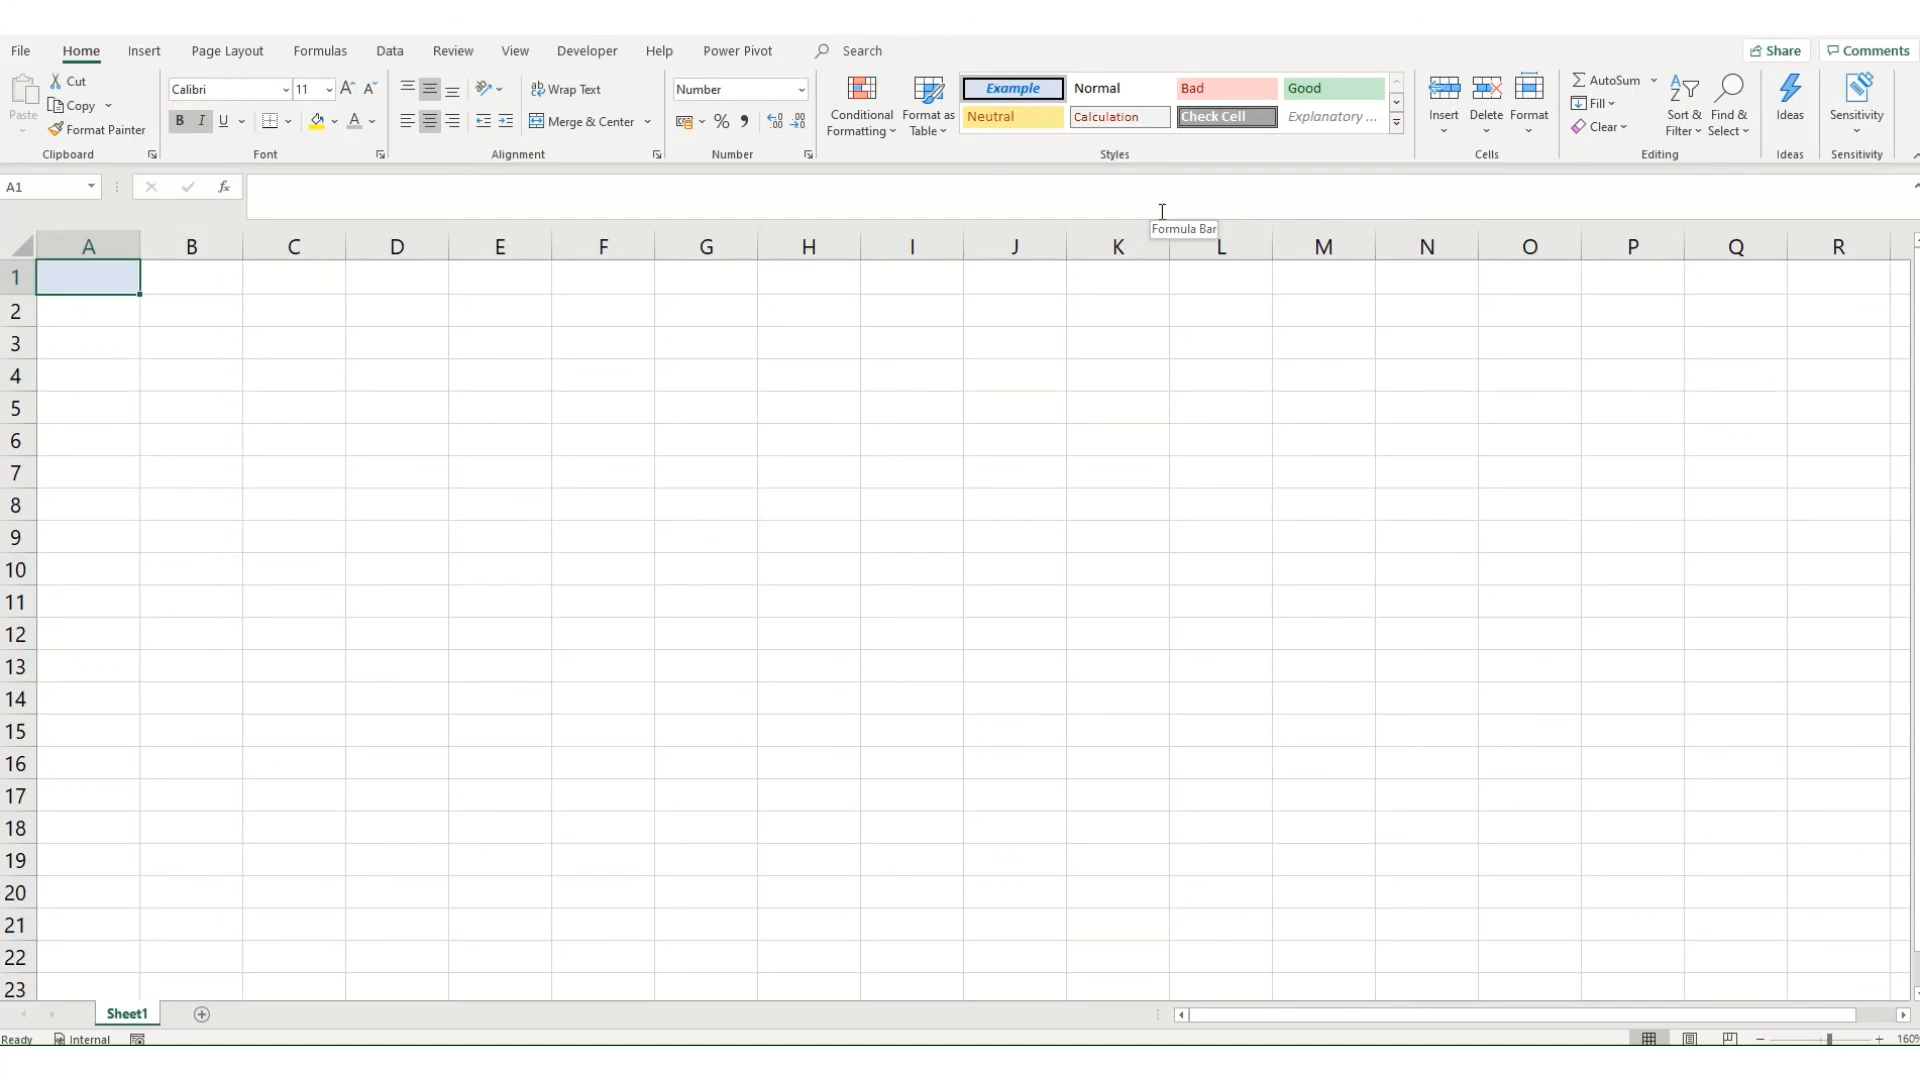 File Home Insert Page Layout Formulas Data Review View Developer Help Power Pivot Search Share Comments
Cut
Copy
Format Painter
Paste
Clipboard
Calibri 11
B I U A
Font
Wrap Text
Merge & Center
Alignment
Number
% ,
Number
Conditional Formatting
Format as Table
Example Normal Bad Good
Neutral Calculation Check Cell Explanatory ...
Styles
Insert Delete Format
Cells
AutoSum
Fill
Clear
Sort & Filter
Find & Select
Editing
Ideas
Ideas
Sensitivity
Sensitivity
A1 fx
Formula Bar
A B C D E F G H I J K L M N O P Q R
1
2
3
4
5
6
7
8
9
10
11
12
13
14
15
16
17
18
19
20
21
22
23
Sheet1
Ready Internal 160%